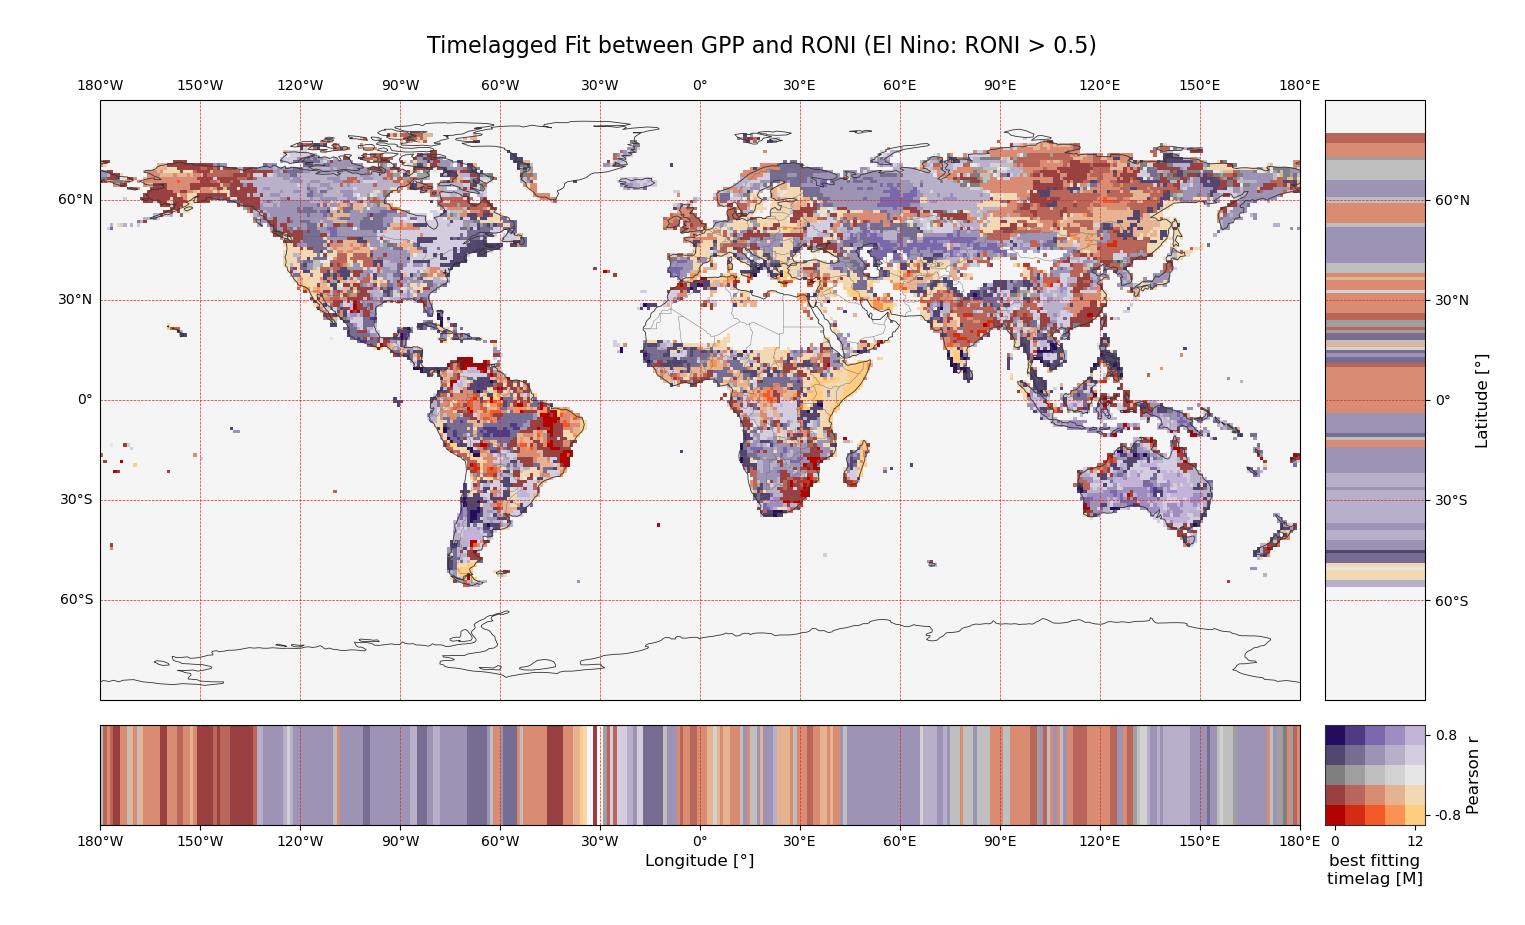 Timelagged Fit between GPP and RONI (El Nino: RONI > 0.5)
180°W 150°W 120°W 90°W 60°W 30°W 0° 30°E 60°E 90°E 120°E 150°E 180°E
60°N 60°N
30°N 30°N
0° 0°
Latitude [°]
30°S 30°S
60°S 60°S
180°W 150°W 120°W 90°W 60°W 30°W 0° 30°E 60°E 90°E 120°E 150°E 180°E
Longitude [°]
0.8
-0.8
Pearson r
0 12
best fitting
timelag [M]